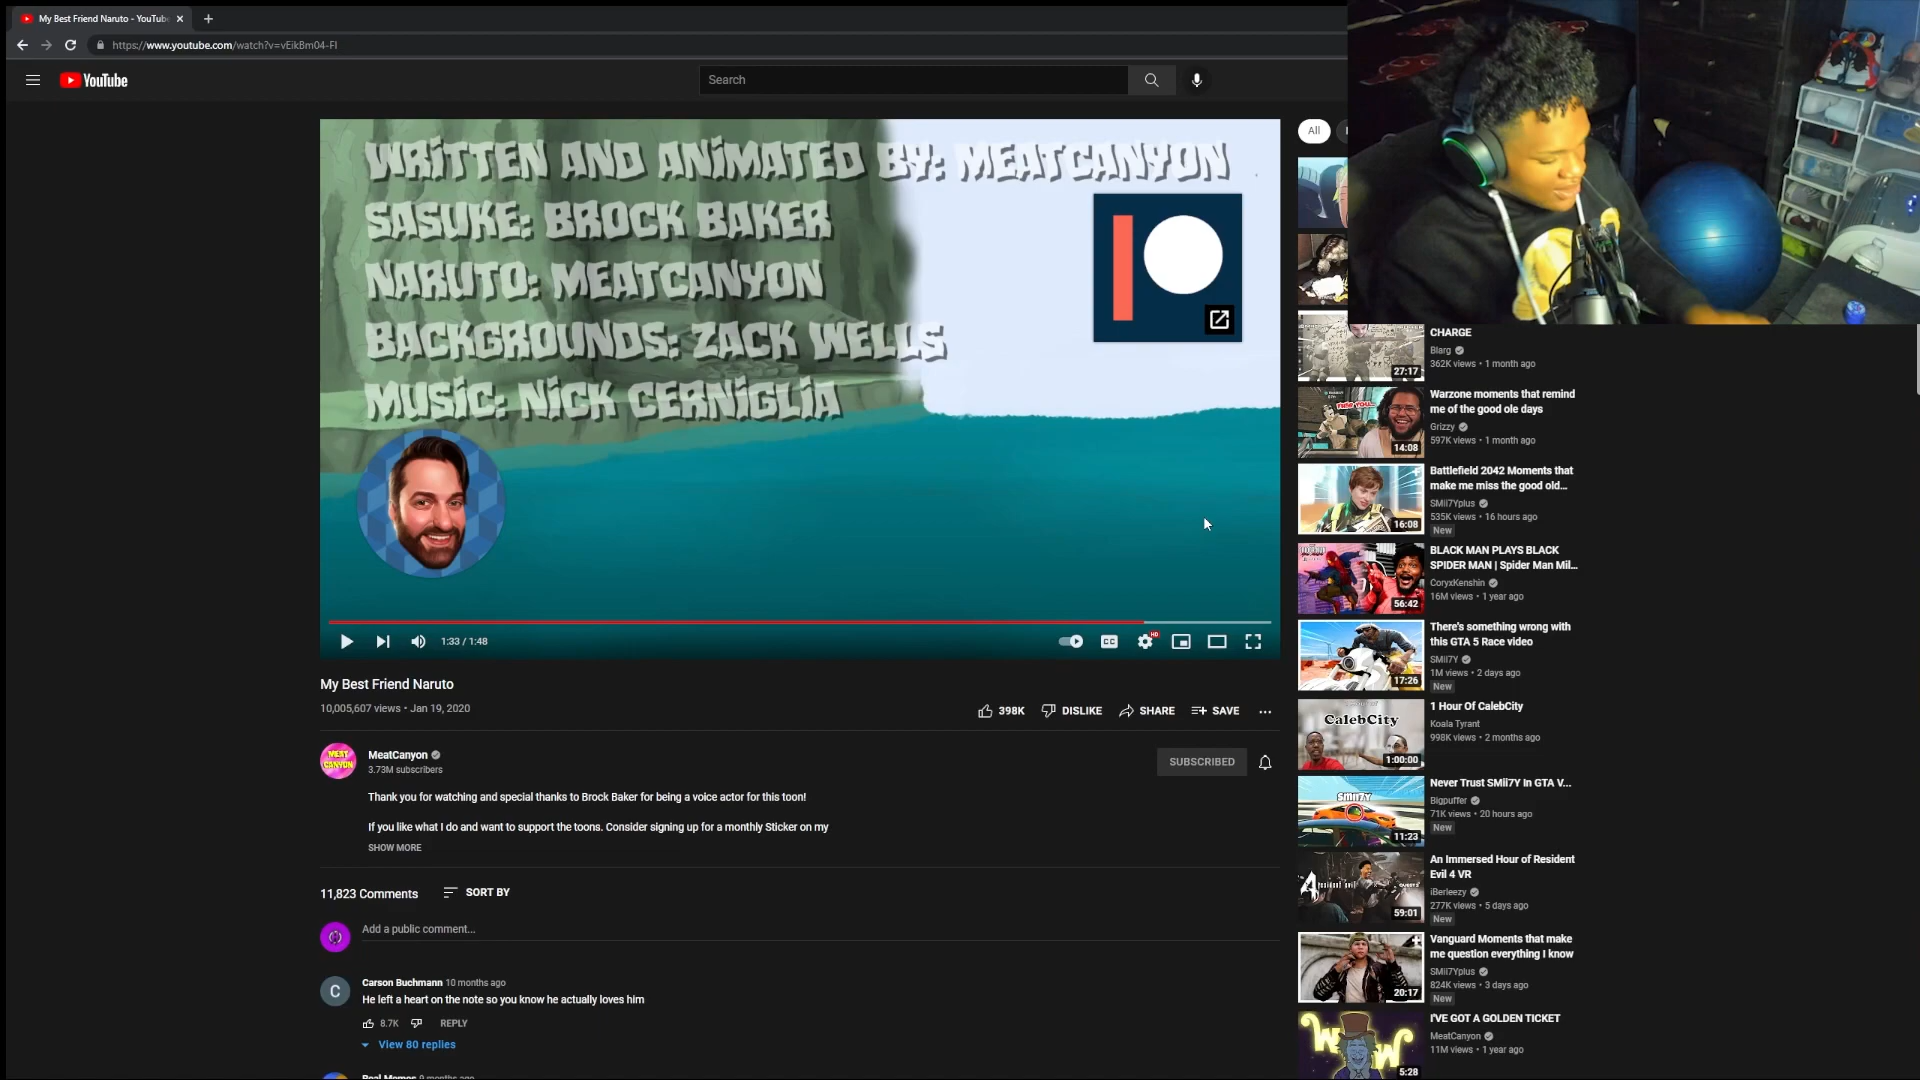 My Best Friend Naruto - YouTub
https://www.youtube.com/watch?v=vEikBm04-FI
YouTube
Search
WRITTEN AND ANIMATED BY: MEATCANYON
SASUKE: BROCK BAKER
NARUTO: MEATCANYON
BACKGROUNDS: ZACK WELLS
MUSIC: NICK CERNIGLIA
1:33 / 1:48
CC
HD
My Best Friend Naruto
10,005,607 views • Jan 19, 2020
398K
DISLIKE
SHARE
SAVE
MEAT
CANYON
MeatCanyon
3.73M subscribers
SUBSCRIBED
Thank you for watching and special thanks to Brock Baker for being a voice actor for this toon!
If you like what I do and want to support the toons. Consider signing up for a monthly Sticker on my
SHOW MORE
11,823 Comments
SORT BY
Add a public comment...
C
Carson Buchmann 10 months ago
He left a heart on the note so you know he actually loves him
8.7K
REPLY
View 80 replies
Real Memes 9 months ago
All
CHARGE
Blarg
362K views • 1 month ago
27:17
Warzone moments that remind
me of the good ole days
Grizzy
597K views • 1 month ago
14:08
Battlefield 2042 Moments that
make me miss the good old...
SMii7Yplus
535K views • 16 hours ago
New
16:08
BLACK MAN PLAYS BLACK
SPIDER MAN | Spider Man Mil...
CoryxKenshin
16M views • 1 year ago
56:42
There's something wrong with
this GTA 5 Race video
SMii7Y
1M views • 2 days ago
New
17:26
1 Hour Of CalebCity
Koala Tyrant
998K views • 2 months ago
CalebCity
1:00:00
Never Trust SMii7Y In GTA V...
Bigpuffer
71K views • 20 hours ago
New
SMII7Y
11:23
An Immersed Hour of Resident
Evil 4 VR
iBerleezy
277K views • 5 days ago
New
59:01
Vanguard Moments that make
me question everything I know
SMii7Yplus
824K views • 3 days ago
New
20:17
I'VE GOT A GOLDEN TICKET
MeatCanyon
11M views • 1 year ago
5:28